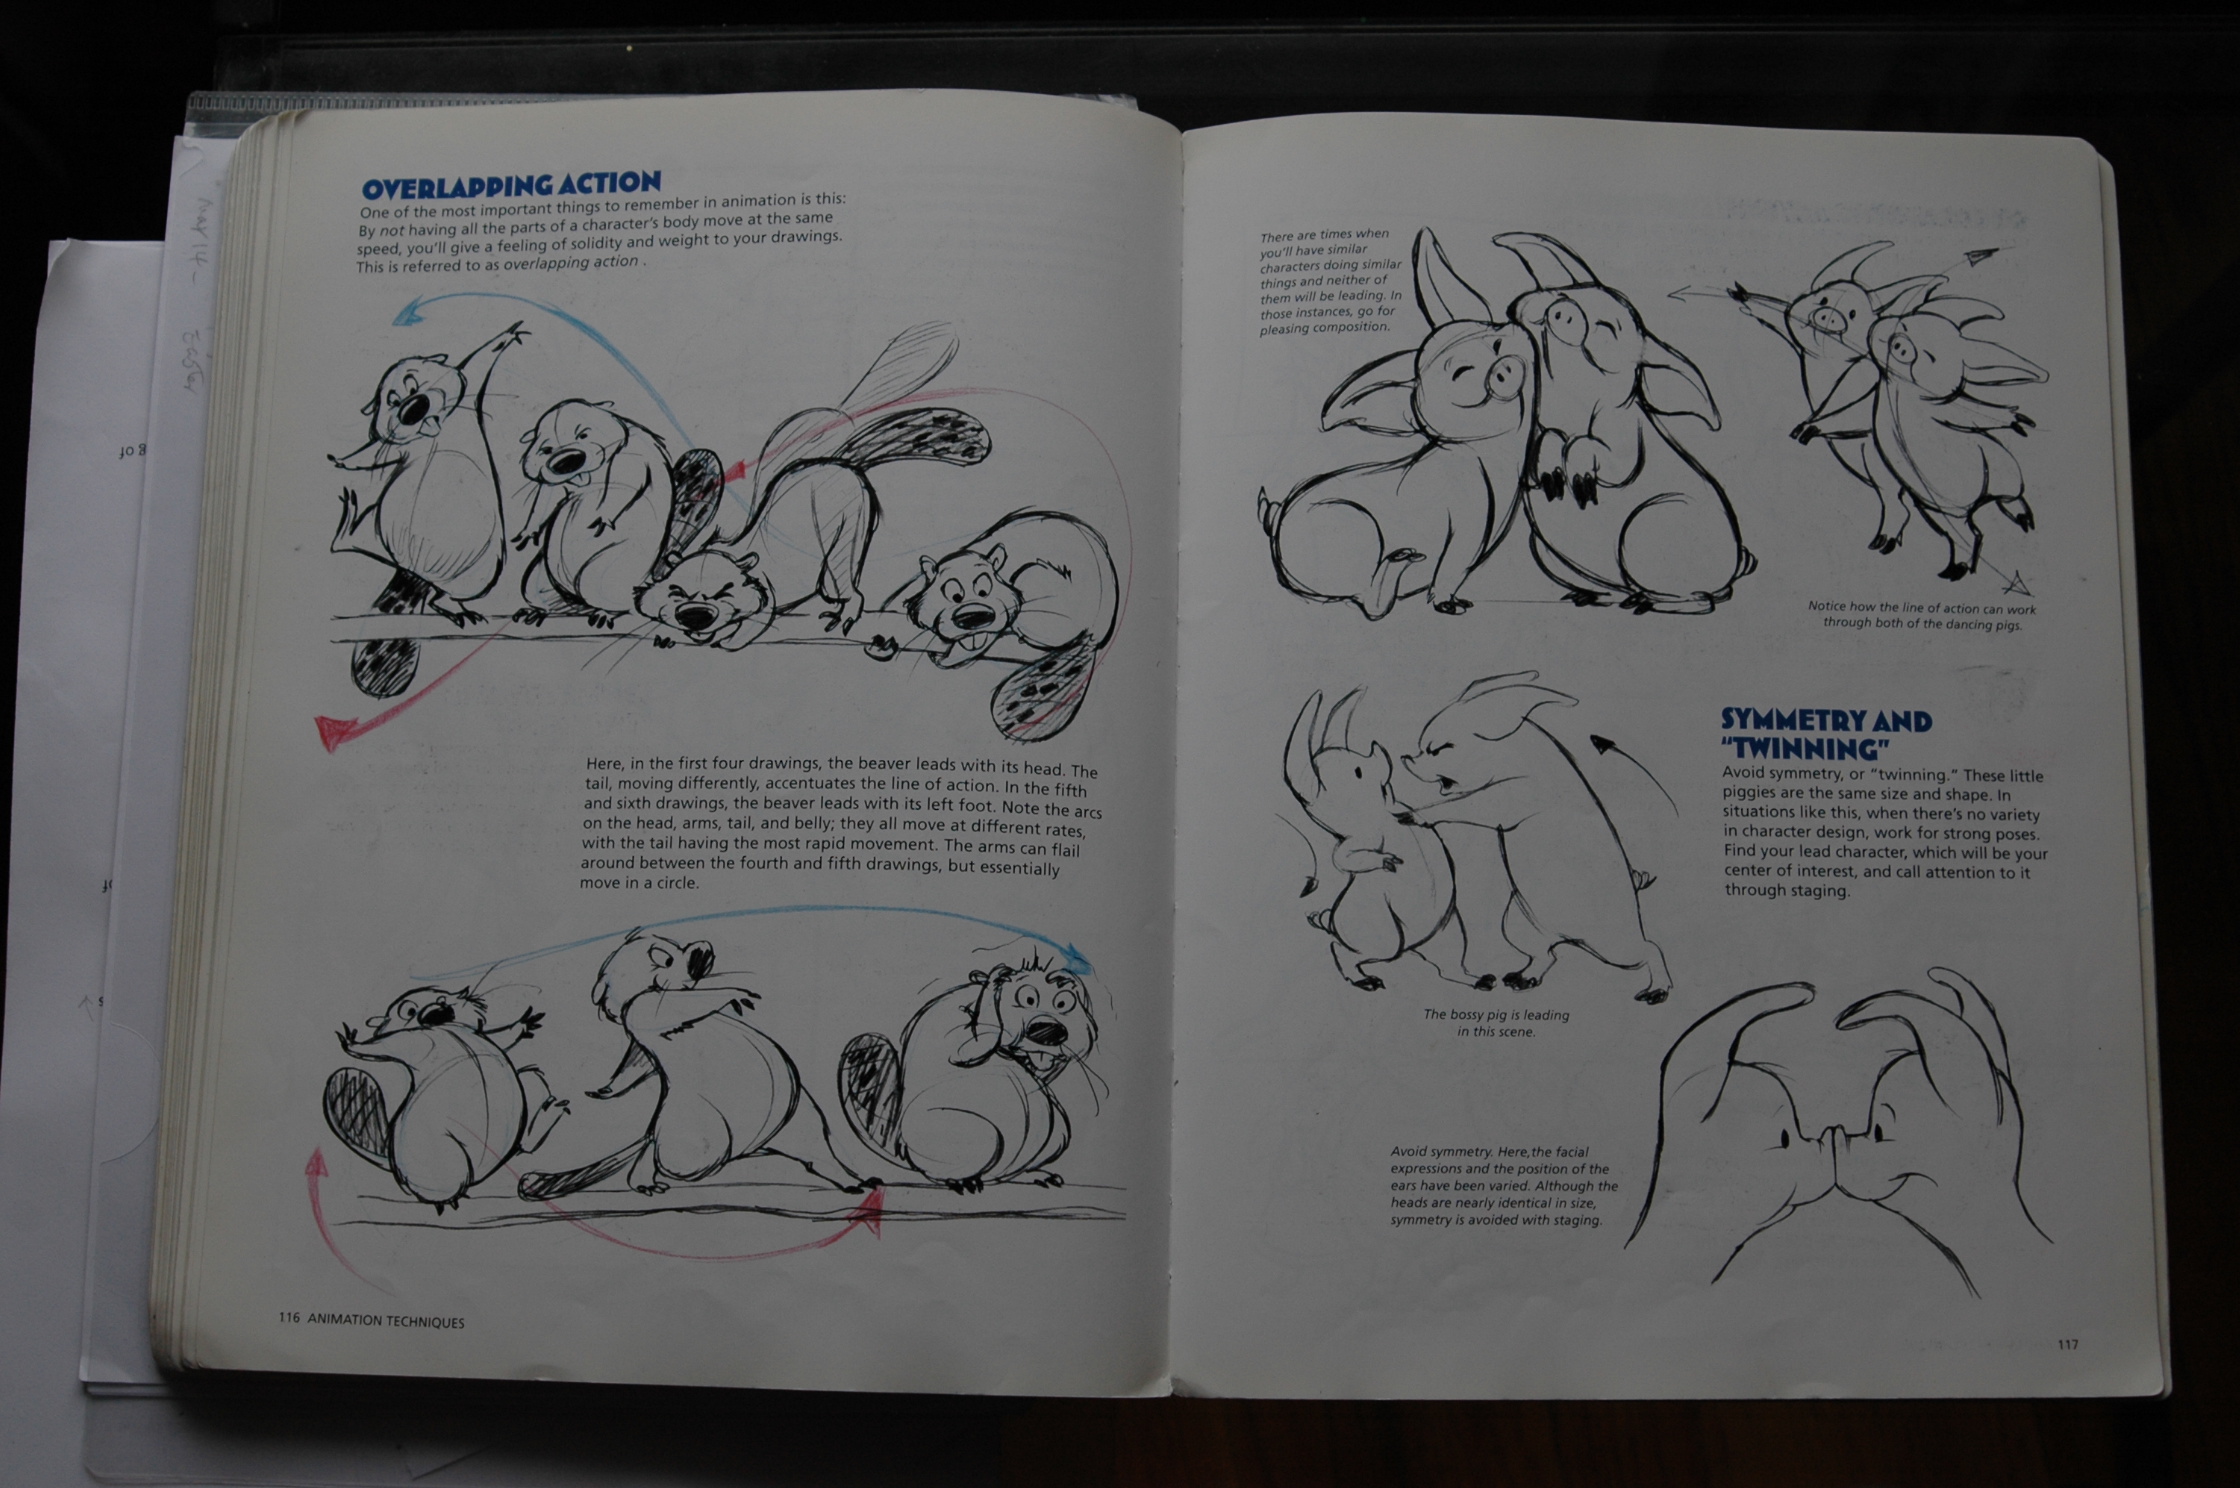 OVERLAPPING ACTION
One of the most important things to remember in animation is this:
By not having all the parts of a character's body move at the same
speed, you'll give a feeling of solidity and weight to your drawings.
This is referred to as overlapping action .
Here, in the first four drawings, the beaver leads with its head. The
tail, moving differently, accentuates the line of action. In the fifth
and sixth drawings, the beaver leads with its left foot. Note the arcs
on the head, arms, tail, and belly; they all move at different rates,
with the tail having the most rapid movement. The arms can flail
around between the fourth and fifth drawings, but essentially
move in a circle.
116 ANIMATION TECHNIQUES
There are times when
you'll have similar
characters doing similar
things and neither of
them will be leading. In
those instances, go for
pleasing composition.
Notice how the line of action can work
through both of the dancing pigs.
SYMMETRY AND
"TWINNING"
Avoid symmetry, or "twinning." These little
piggies are the same size and shape. In
situations like this, when there's no variety
in character design, work for strong poses.
Find your lead character, which will be your
center of interest, and call attention to it
through staging.
The bossy pig is leading
in this scene.
Avoid symmetry. Here, the facial
expressions and the position of the
ears have been varied. Although the
heads are nearly identical in size,
symmetry is avoided with staging.
117
May 14 -
Easter
g of